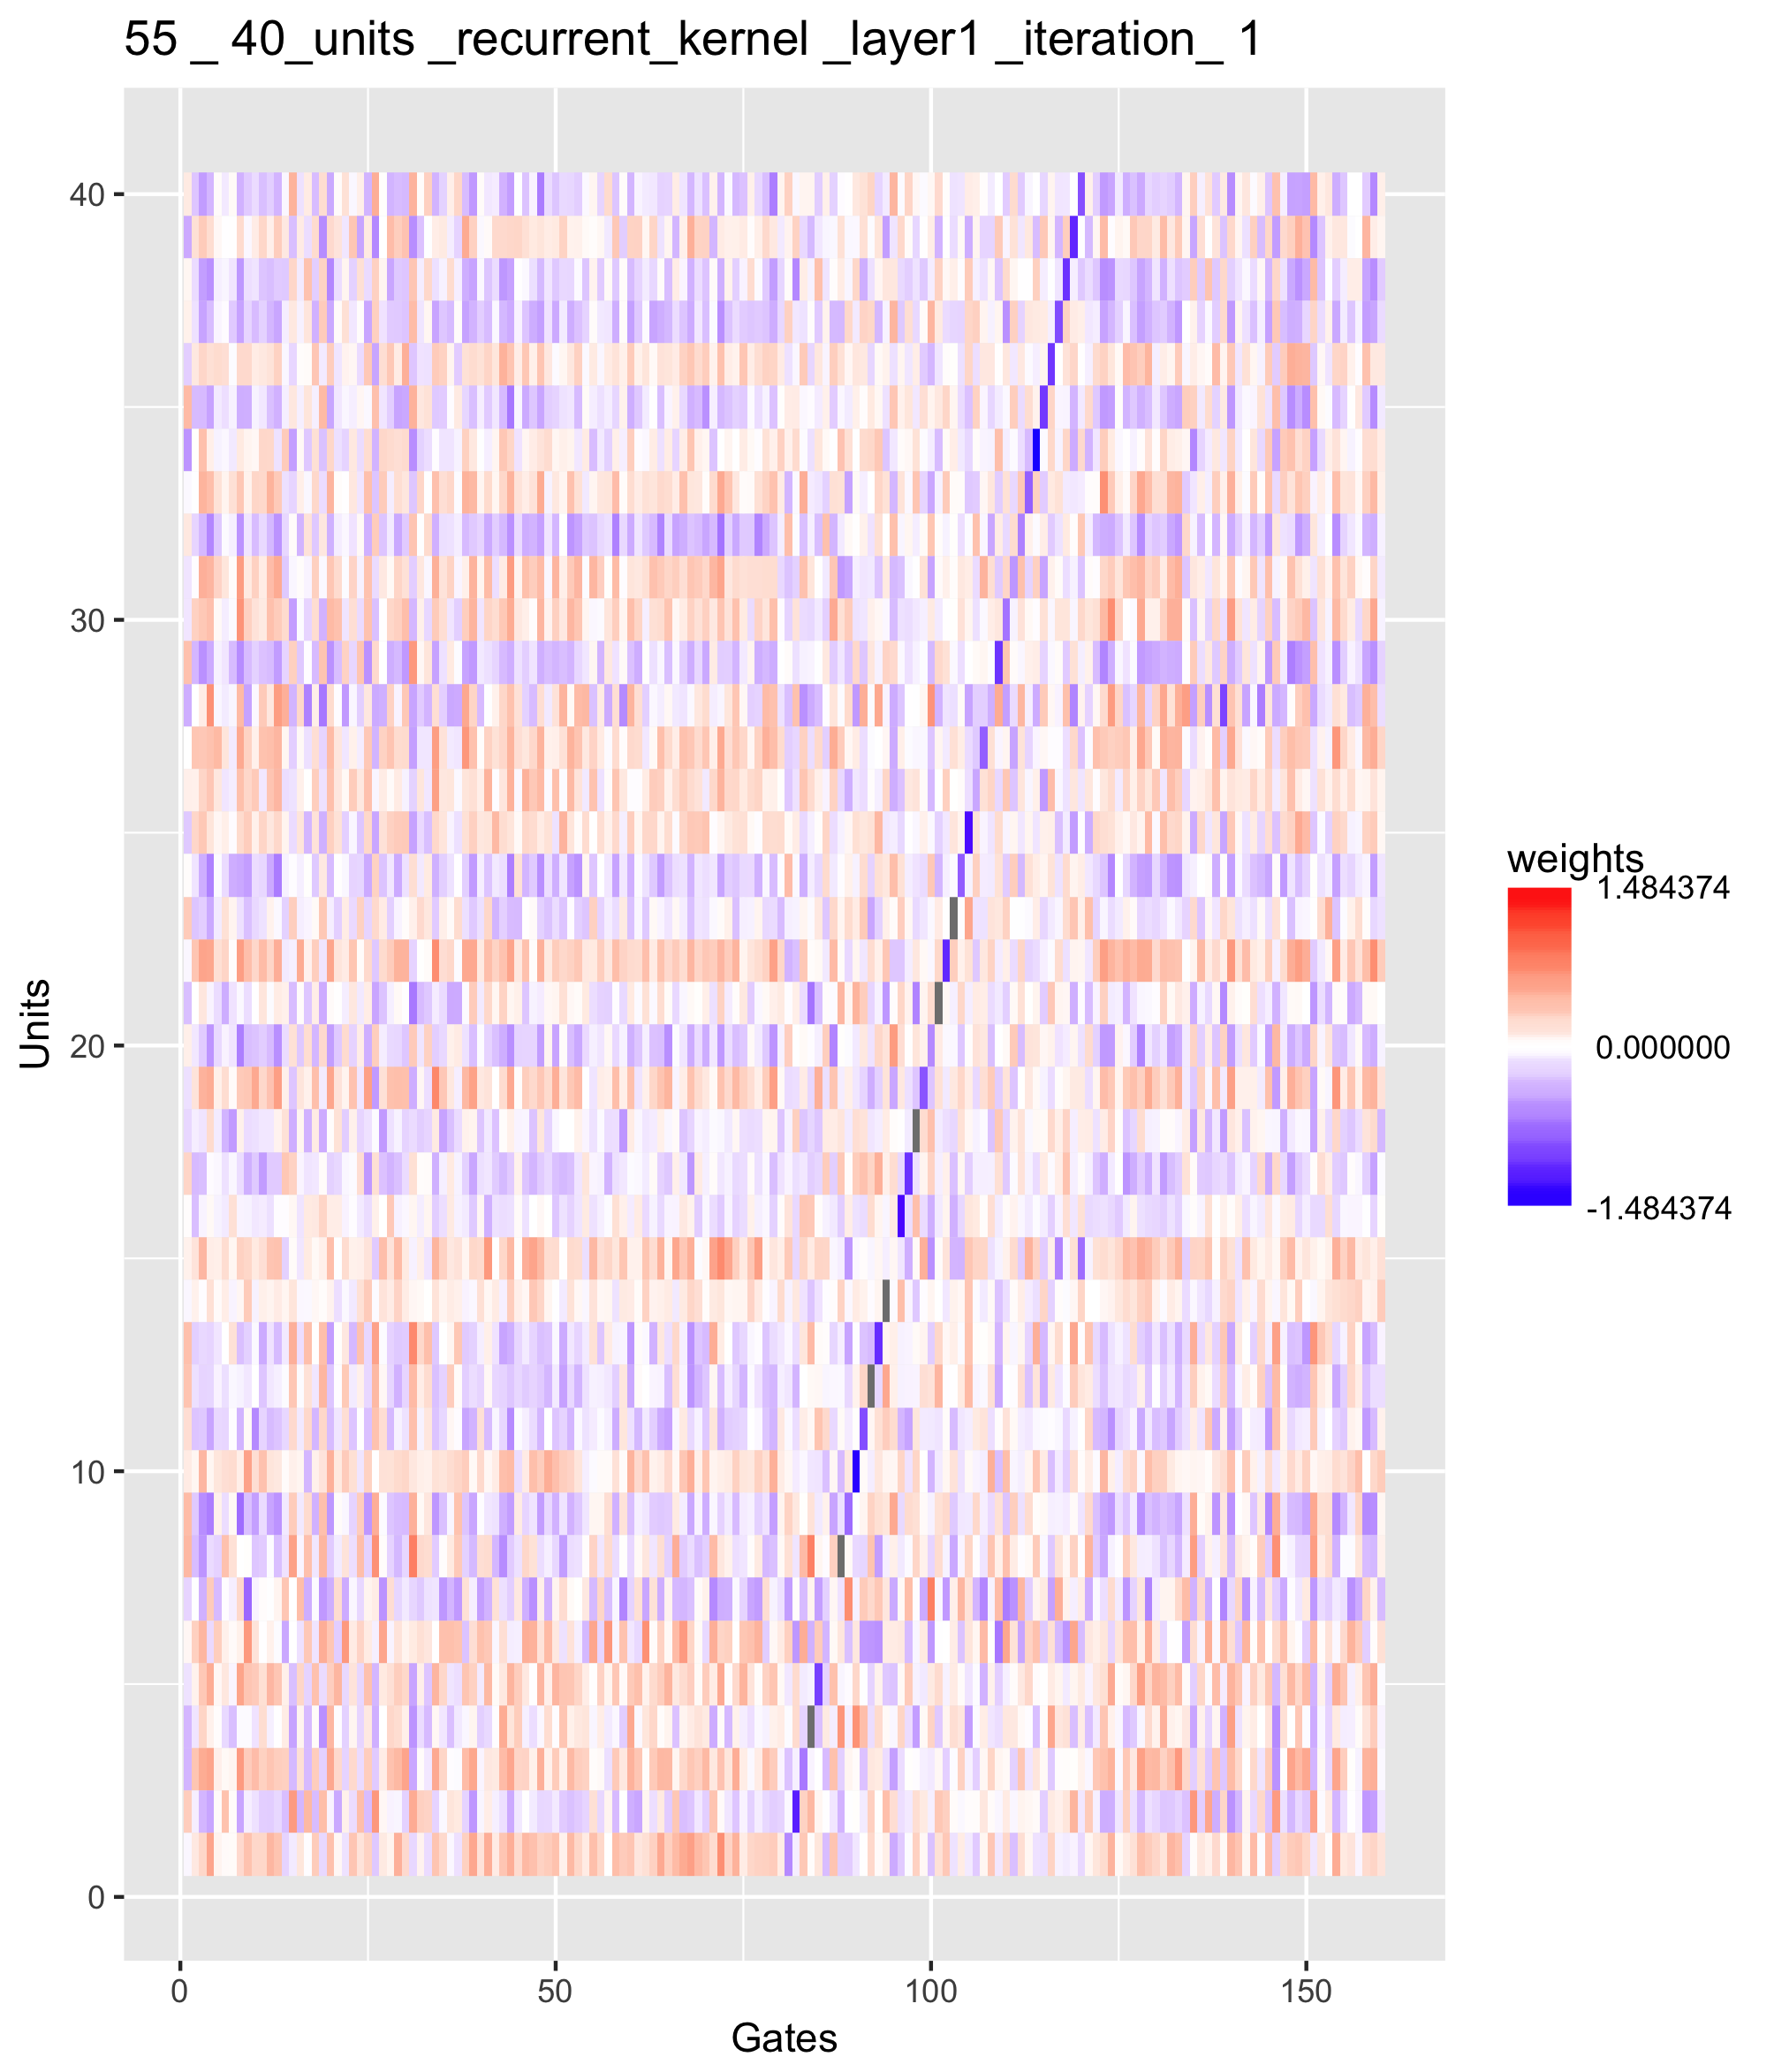 55 _ 40_units _recurrent_kernel _layer1 _iteration_ 1
40
30
20
10
0
0 50 100 150
Gates
Units
weights
1.484374
0.000000
-1.484374